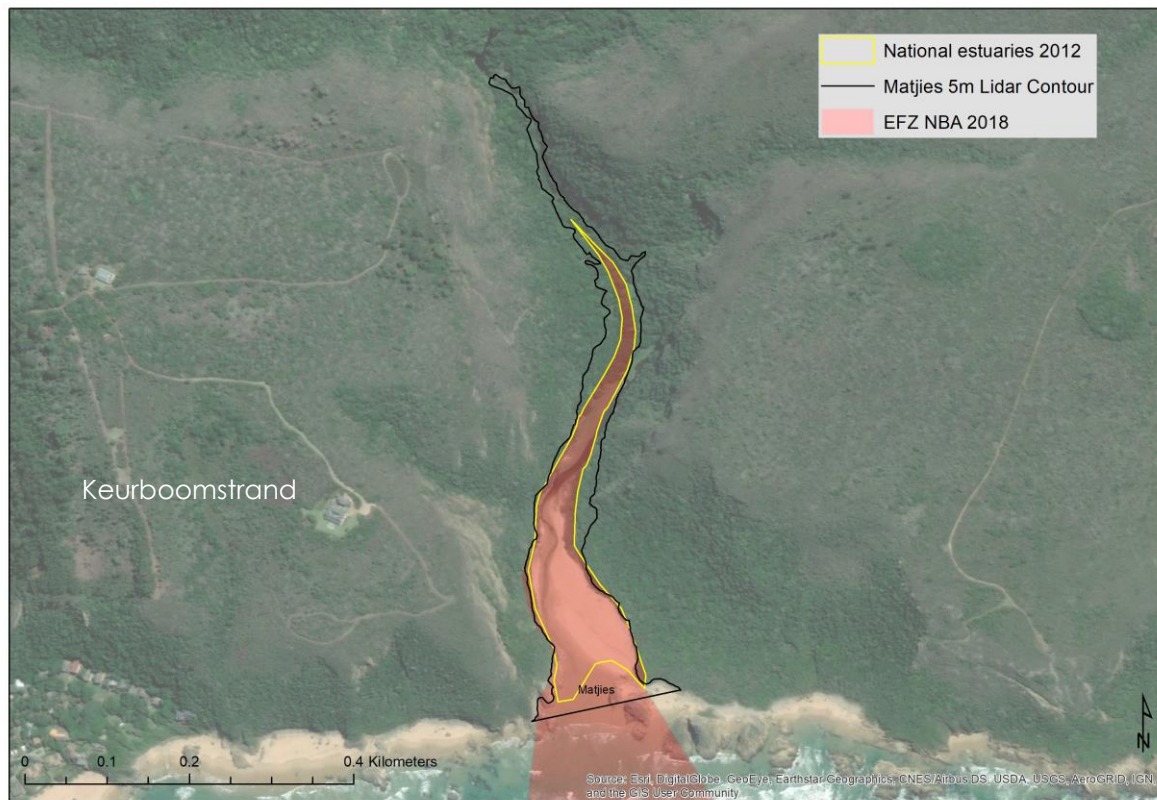 National estuaries 2012
Matjies 5m Lidar Contour
EFZ NBA 2018
Keurboomstrand
Matjies
0 0.1 0.2 0.4 Kilometers
N
Source: Esri, DigitalGlobe, GeoEye, Earthstar Geographics, CNES/Airbus DS, USDA, USGS, AeroGRID, IGN,
and the GIS User Community